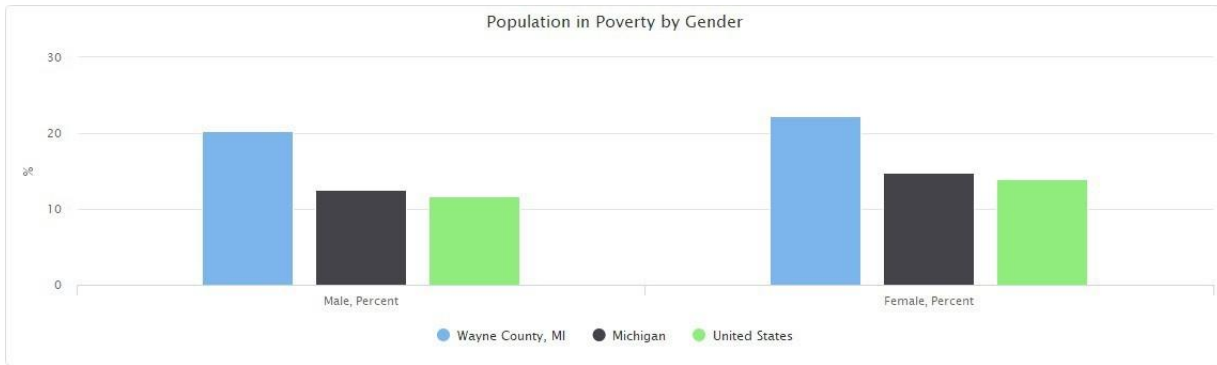 Population in Poverty by Gender
30
20
%
10
0
Male, Percent
Female, Percent
Wayne County, MI
Michigan
United States